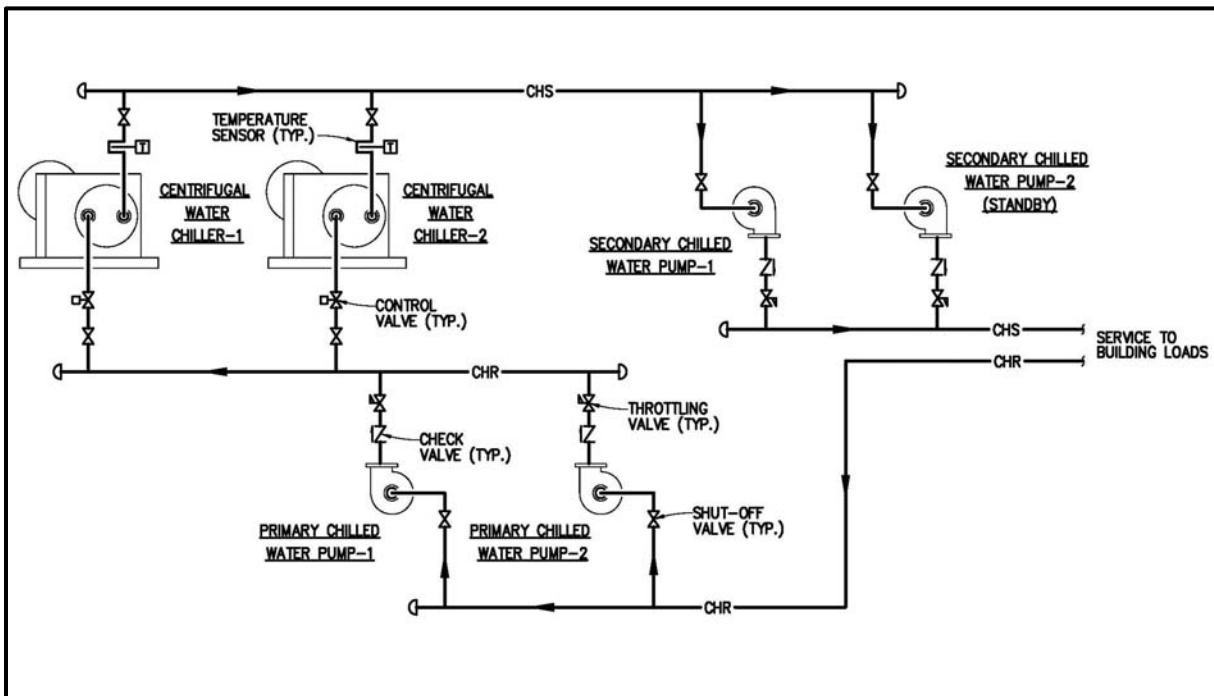 CHS
TEMPERATURE
SENSOR (TYP.)
T
T
CENTRIFUGAL
WATER
CHILLER-1
CENTRIFUGAL
WATER
CHILLER-2
SECONDARY CHILLED
WATER PUMP-2
(STANDBY)
SECONDARY CHILLED
WATER PUMP-1
CONTROL
VALVE (TYP.)
CHS
SERVICE TO
BUILDING LOADS
CHR
CHR
THROTTLING
VALVE (TYP.)
CHECK
VALVE (TYP.)
PRIMARY CHILLED
WATER PUMP-1
PRIMARY CHILLED
WATER PUMP-2
SHUT-OFF
VALVE (TYP.)
CHR